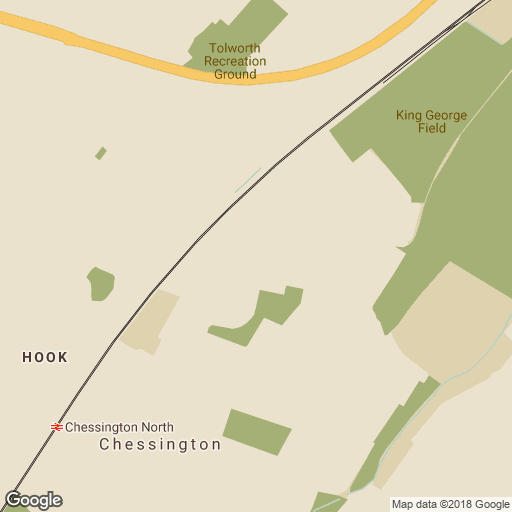 Tolworth
Recreation
Ground
King George
Field
HOOK
Chessington North
Chessington
Google
Map data ©2018 Google